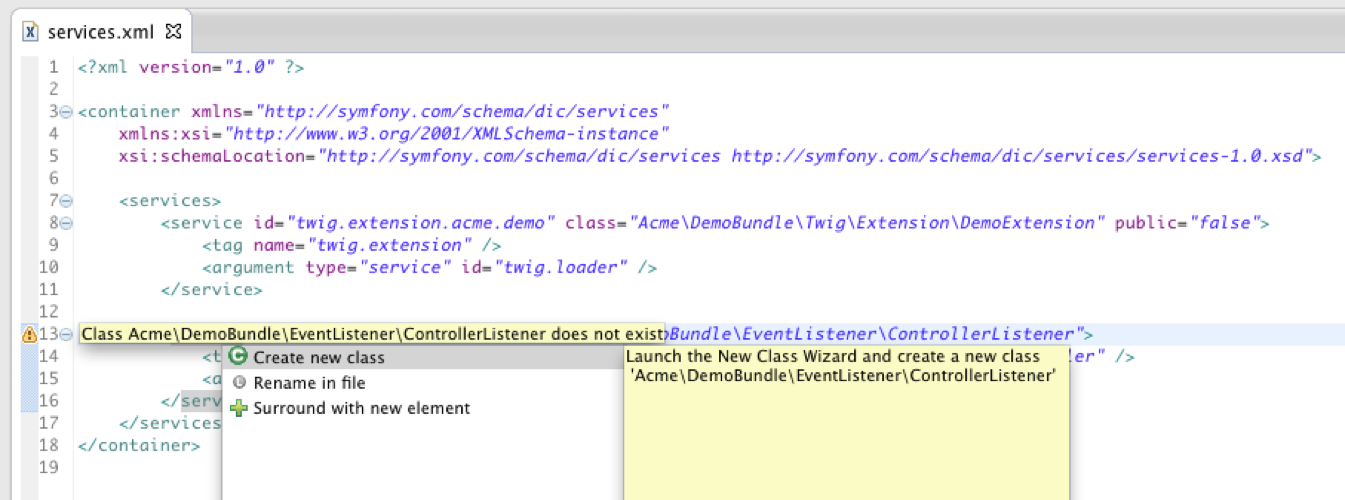 services.xml
1 <?xml version="1.0" ?>
2
3 <container xmlns="http://symfony.com/schema/dic/services"
4 xmlns:xsi="http://www.w3.org/2001/XMLSchema-instance"
5 xsi:schemaLocation="http://symfony.com/schema/dic/services http://symfony.com/schema/dic/services/services-1.0.xsd">
6
7 <services>
8 <service id="twig.extension.acme.demo" class="Acme\DemoBundle\Twig\Extension\DemoExtension" public="false">
9 <tag name="twig.extension" />
10 <argument type="service" id="twig.loader" />
11 </service>
12
13 Class Acme\DemoBundle\EventListener\ControllerListener does not exist Bundle\EventListener\ControllerListener">
14 <t ler" />
Create new class
Launch the New Class Wizard and create a new class
'Acme\DemoBundle\EventListener\ControllerListener'
15 <a
Rename in file
16 </serv
Surround with new element
17 </services
18 </container>
19